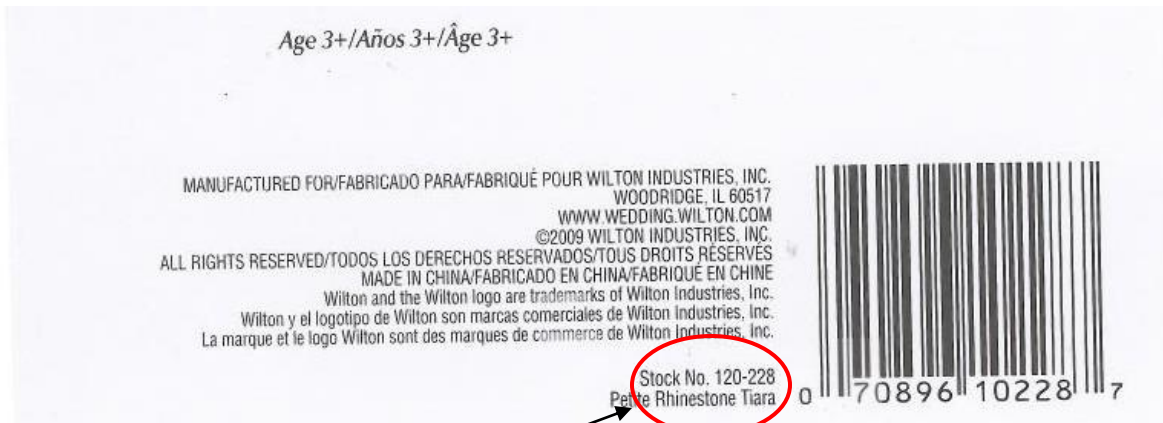 Age 3+/Años 3+/Âge 3+
MANUFACTURED FOR/FABRICADO PARA/FABRIQUÉ POUR WILTON INDUSTRIES, INC.
WOODRIDGE, IL 60517
WWW.WEDDING.WILTON.COM
©2009 WILTON INDUSTRIES, INC.
ALL RIGHTS RESERVED/TODOS LOS DERECHOS RESERVADOS/TOUS DROITS RÉSERVÉS
MADE IN CHINA/FABRICADO EN CHINA/FABRIQUÉ EN CHINE
Wilton and the Wilton logo are trademarks of Wilton Industries, Inc.
Wilton y el logotipo de Wilton son marcas comerciales de Wilton Industries, Inc.
La marque et le logo Wilton sont des marques de commerce de Wilton Industries, Inc.
Stock No. 120-228
Petite Rhinestone Tiara
0 70896 10228 7